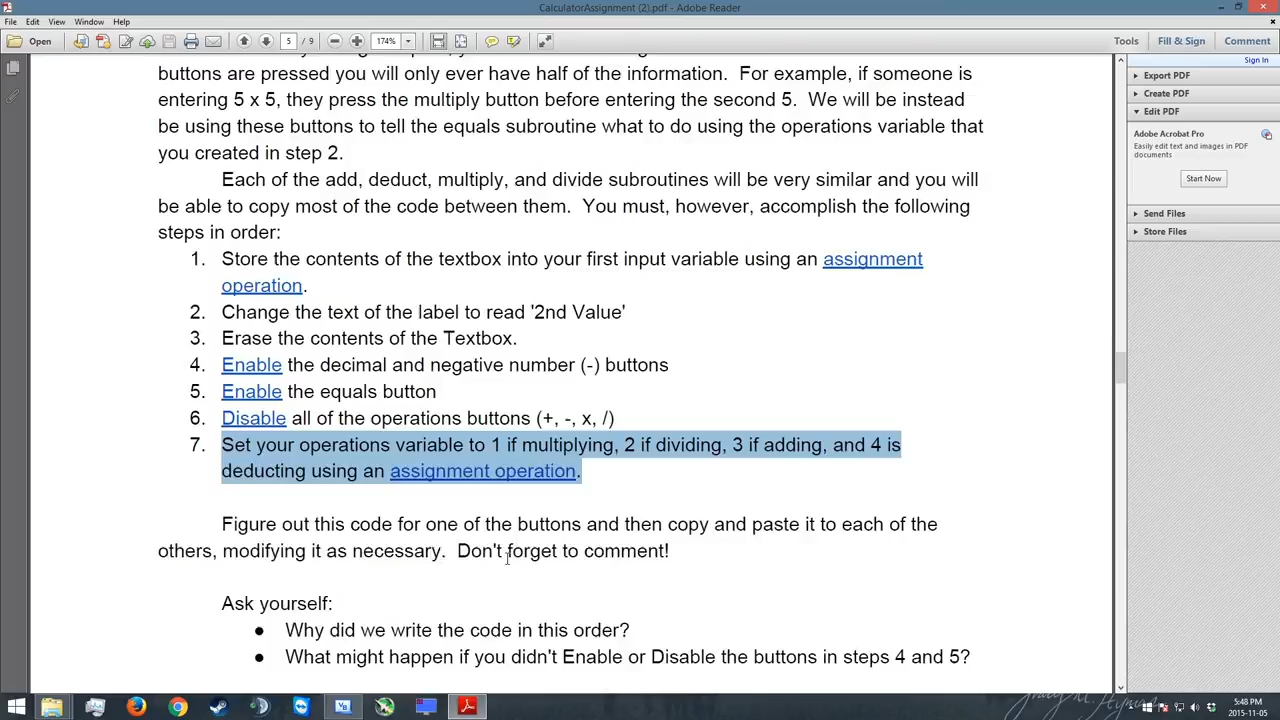 CalculatorAssignment (2).pdf - Adobe Reader
File Edit View Window Help
Open 5 / 9 174% Tools Fill & Sign Comment
Sign In
buttons are pressed you will only ever have half of the information. For example, if someone is
entering 5 x 5, they press the multiply button before entering the second 5. We will be instead
be using these buttons to tell the equals subroutine what to do using the operations variable that
you created in step 2.
Each of the add, deduct, multiply, and divide subroutines will be very similar and you will
be able to copy most of the code between them. You must, however, accomplish the following
steps in order:
1. Store the contents of the textbox into your first input variable using an assignment
operation.
2. Change the text of the label to read '2nd Value'
3. Erase the contents of the Textbox.
4. Enable the decimal and negative number (-) buttons
5. Enable the equals button
6. Disable all of the operations buttons (+, -, x, /)
7. Set your operations variable to 1 if multiplying, 2 if dividing, 3 if adding, and 4 is
deducting using an assignment operation.
Figure out this code for one of the buttons and then copy and paste it to each of the
others, modifying it as necessary. Don't forget to comment!
Ask yourself:
● Why did we write the code in this order?
● What might happen if you didn't Enable or Disable the buttons in steps 4 and 5?
Export PDF
Create PDF
Edit PDF
Adobe Acrobat Pro
Easily edit text and images in PDF
documents
Start Now
Send Files
Store Files
5:48 PM
2015-11-05